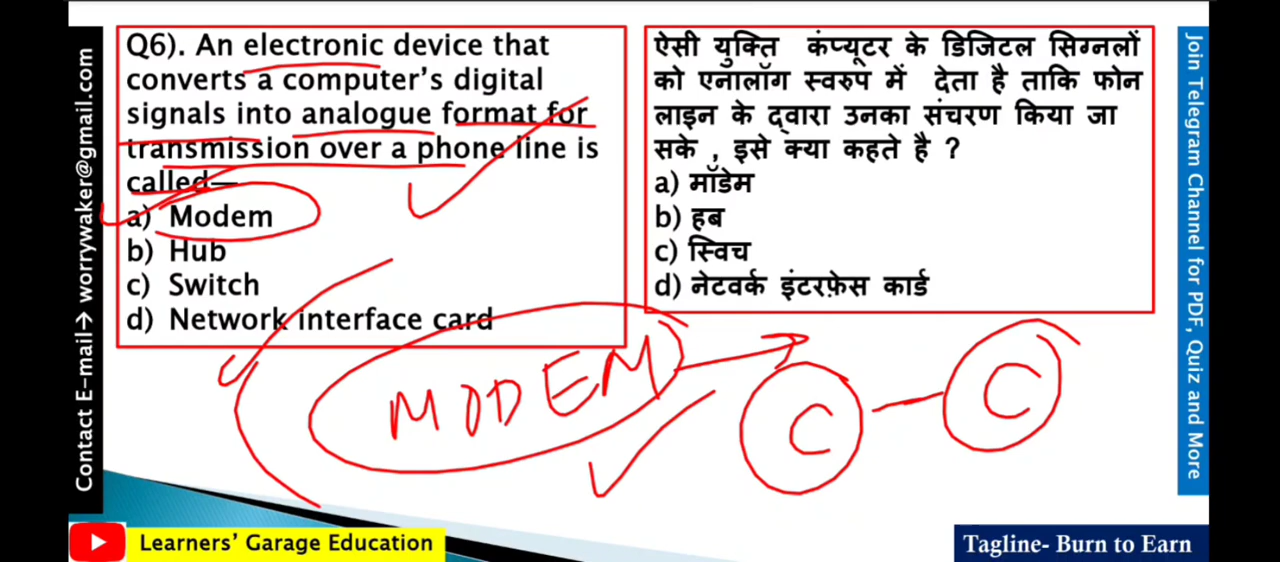 Q6). An electronic device that
converts a computer's digital
signals into analogue format for
transmission over a phone line is
called—
a) Modem
b) Hub
c) Switch
d) Network interface card
ऐसी युक्ति कंप्यूटर के डिजिटल सिग्नलों
को एनालॉग स्वरुप में देता है ताकि फोन
लाइन के द्वारा उनका संचरण किया जा
सके , इसे क्या कहते है ?
a) मॉडेम
b) हब
c) स्विच
d) नेटवर्क इंटरफ़ेस कार्ड
MODEM
C - C
Contact E-mail→ worrywaker@gmail.com
Join Telegram Channel for PDF, Quiz and More
Learners' Garage Education
Tagline- Burn to Earn